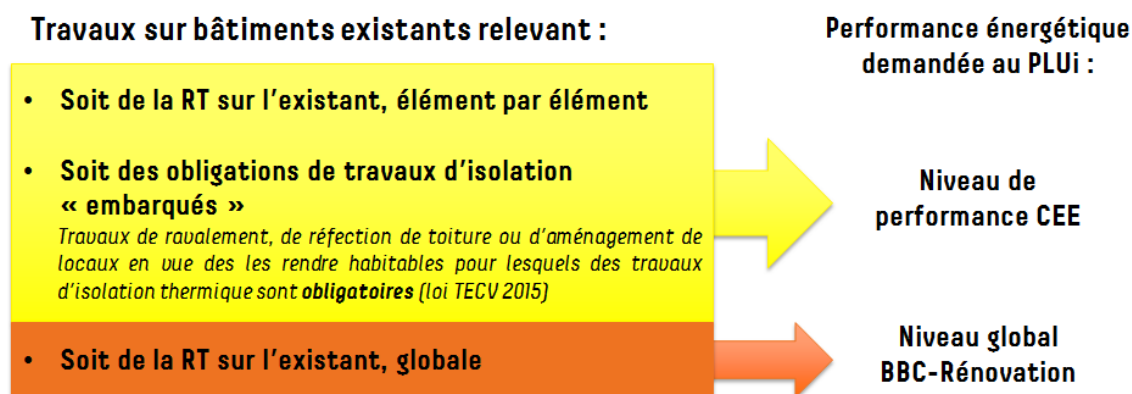 Travaux sur bâtiments existants relevant :
Performance énergétique
demandée au PLUi :
• Soit de la RT sur l'existant, élément par élément
• Soit des obligations de travaux d'isolation
« embarqués »
Travaux de ravalement, de réfection de toiture ou d'aménagement de
locaux en vue des les rendre habitables pour lesquels des travaux
d'isolation thermique sont obligatoires (loi TECV 2015)
Niveau de
performance CEE
• Soit de la RT sur l'existant, globale
Niveau global
BBC-Rénovation